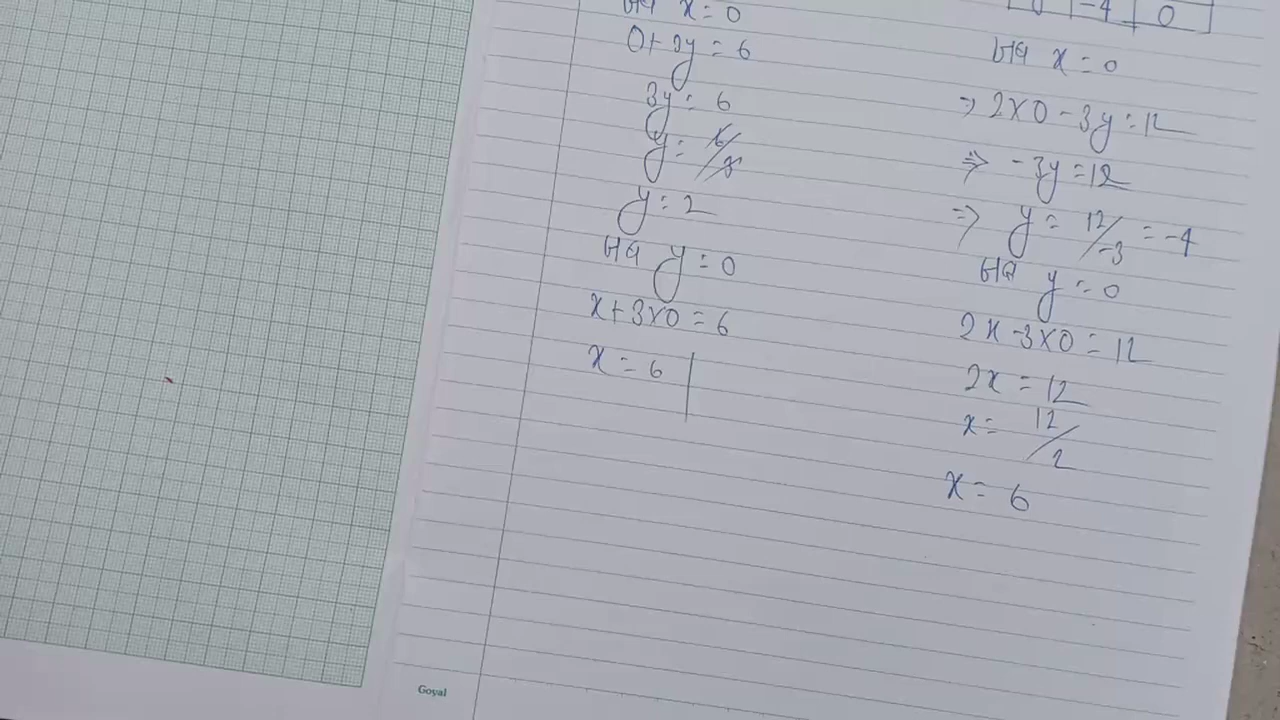 जब x = 0
0 + 3y = 6
3y = 6
y = 6/3
y = 2
जब y = 0
x + 3×0 = 6
x = 6
-4 | 0
जब x = 0
⇒ 2×0 - 3y = 12
⇒ -3y = 12
⇒ y = 12/-3 = -4
जब y = 0
2x - 3×0 = 12
2x = 12
x = 12/2
x = 6
Goyal